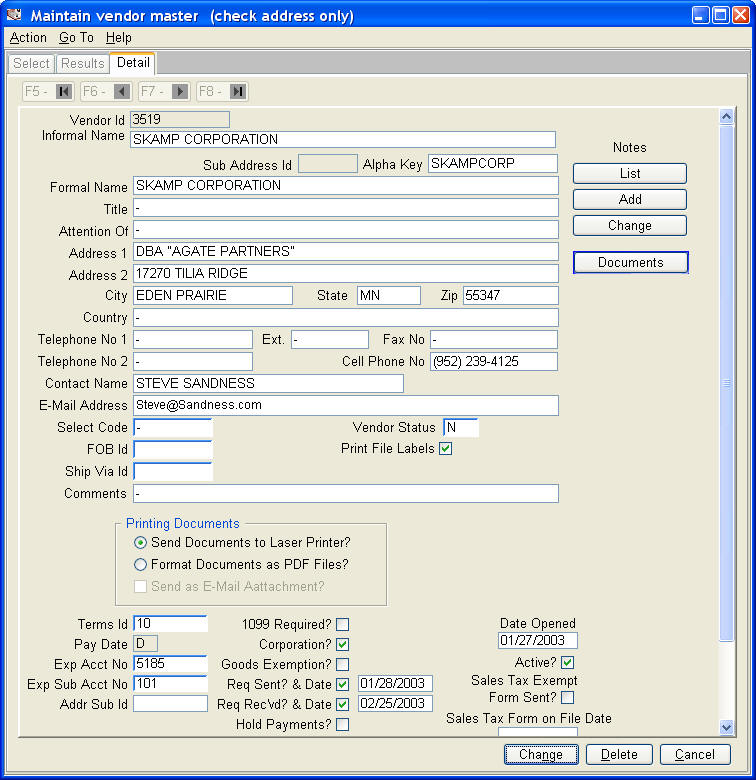 Maintain vendor master (check address only)
Action Go To Help
Select Results Detail
F5 - F6 - F7 - F8 -
Vendor Id 3519
Informal Name SKAMP CORPORATION
Notes
Sub Address Id Alpha Key SKAMPCORP
List
Formal Name SKAMP CORPORATION
Add
Title -
Change
Attention Of -
Address 1 DBA "AGATE PARTNERS"
Documents
Address 2 17270 TILIA RIDGE
City EDEN PRAIRIE State MN Zip 55347
Country -
Telephone No 1 - Ext. - Fax No -
Telephone No 2 - Cell Phone No (952) 239-4125
Contact Name STEVE SANDNESS
E-Mail Address Steve@Sandness.com
Select Code - Vendor Status N
FOB Id Print File Labels
Ship Via Id
Comments -
Printing Documents
Send Documents to Laser Printer?
Format Documents as PDF Files?
Send as E-Mail Aattachment?
Terms Id 10 1099 Required? Date Opened
Pay Date D Corporation? 01/27/2003
Exp Acct No 5185 Goods Exemption? Active?
Exp Sub Acct No 101 Req Sent? & Date 01/28/2003 Sales Tax Exempt
Addr Sub Id Req RecVd? & Date 02/25/2003 Form Sent?
Hold Payments? Sales Tax Form on File Date
Change Delete Cancel